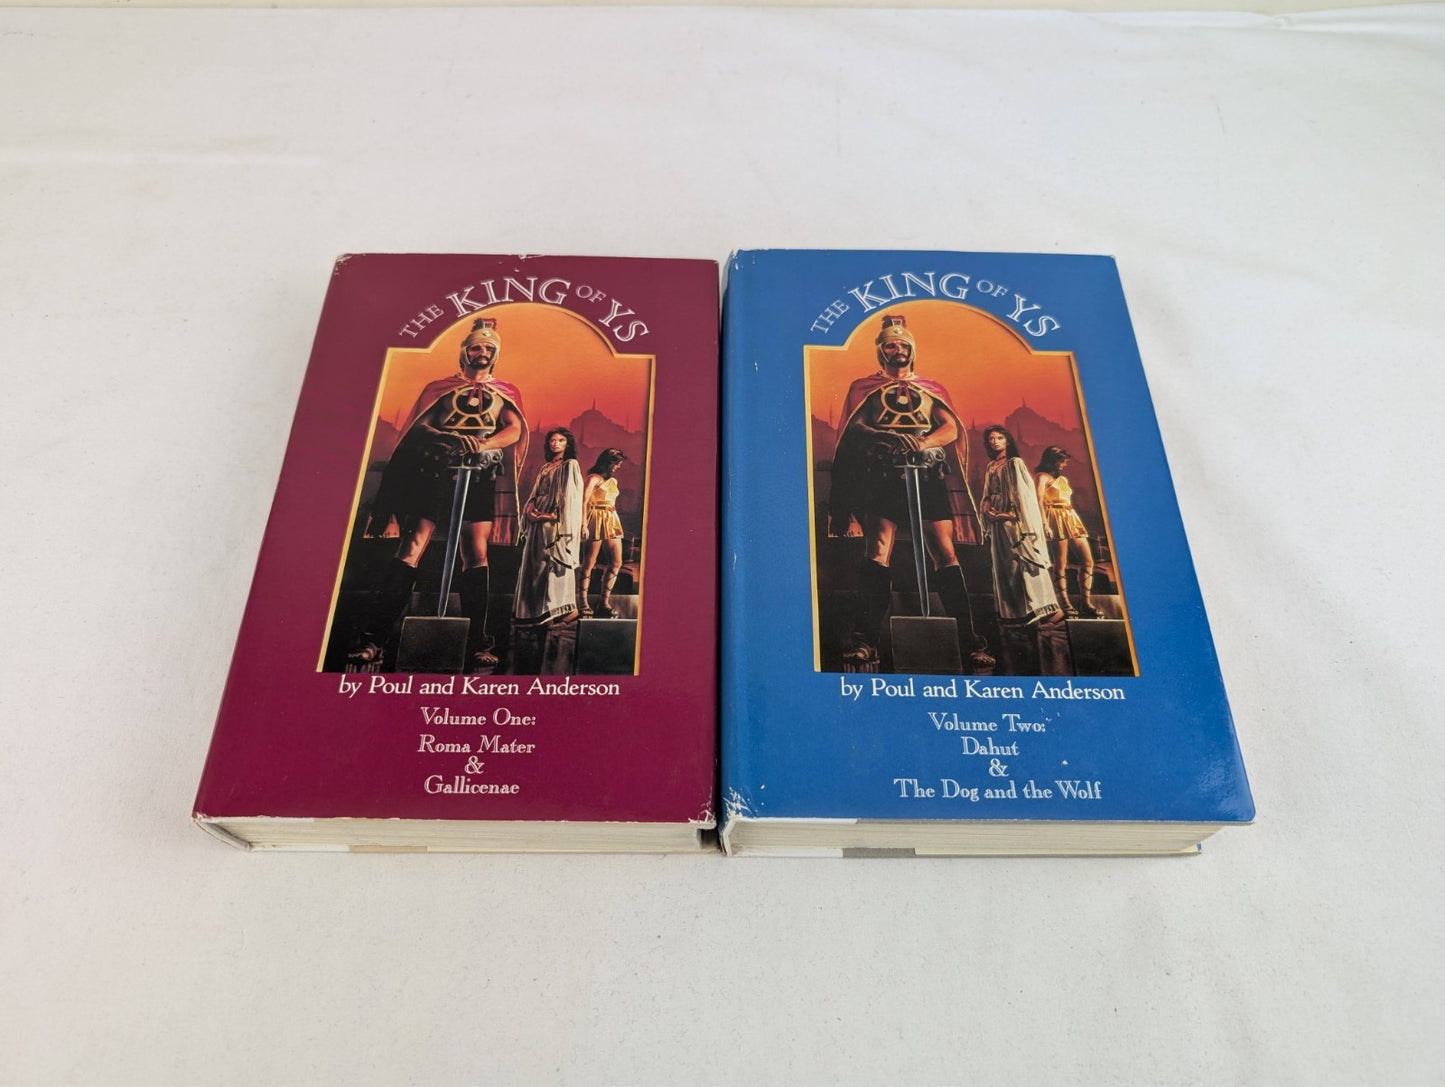 THE KING OF YS
by Poul and Karen Anderson
Volume One:
Roma Mater
&
Gallicenae
THE KING OF YS
by Poul and Karen Anderson
Volume Two:
Dahut
&
The Dog and the Wolf